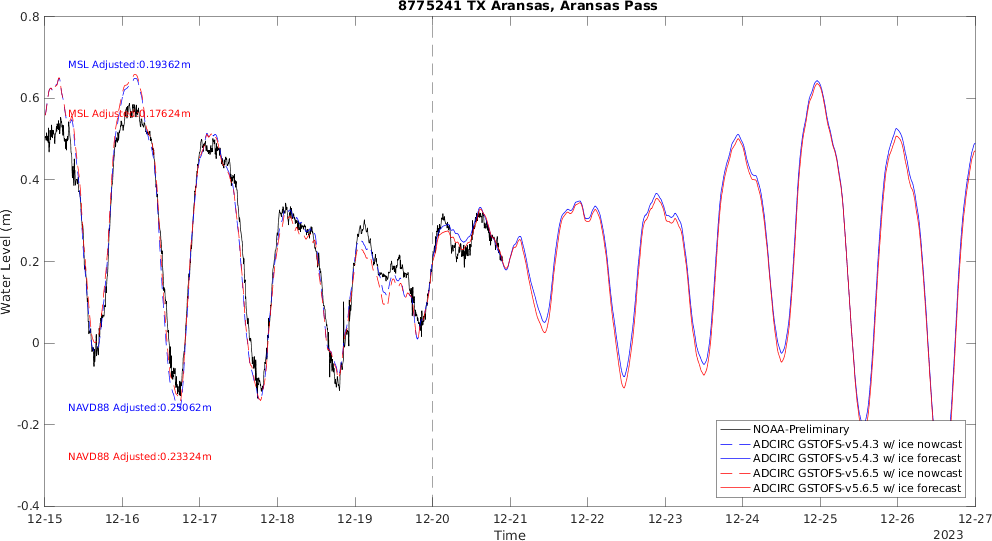 8775241 TX Aransas, Aransas Pass
0.8
0.6
0.4
0.2
0
-0.2
-0.4
Water Level (m)
MSL Adjusted:0.19362m
MSL Adjusted:0.17624m
NAVD88 Adjusted:0.25062m
NAVD88 Adjusted:0.23324m
NOAA-Preliminary
ADCIRC GSTOFS-v5.4.3 w/ ice nowcast
ADCIRC GSTOFS-v5.4.3 w/ ice forecast
ADCIRC GSTOFS-v5.6.5 w/ ice nowcast
ADCIRC GSTOFS-v5.6.5 w/ ice forecast
12-15 12-16 12-17 12-18 12-19 12-20 12-21 12-22 12-23 12-24 12-25 12-26 12-27
Time
2023